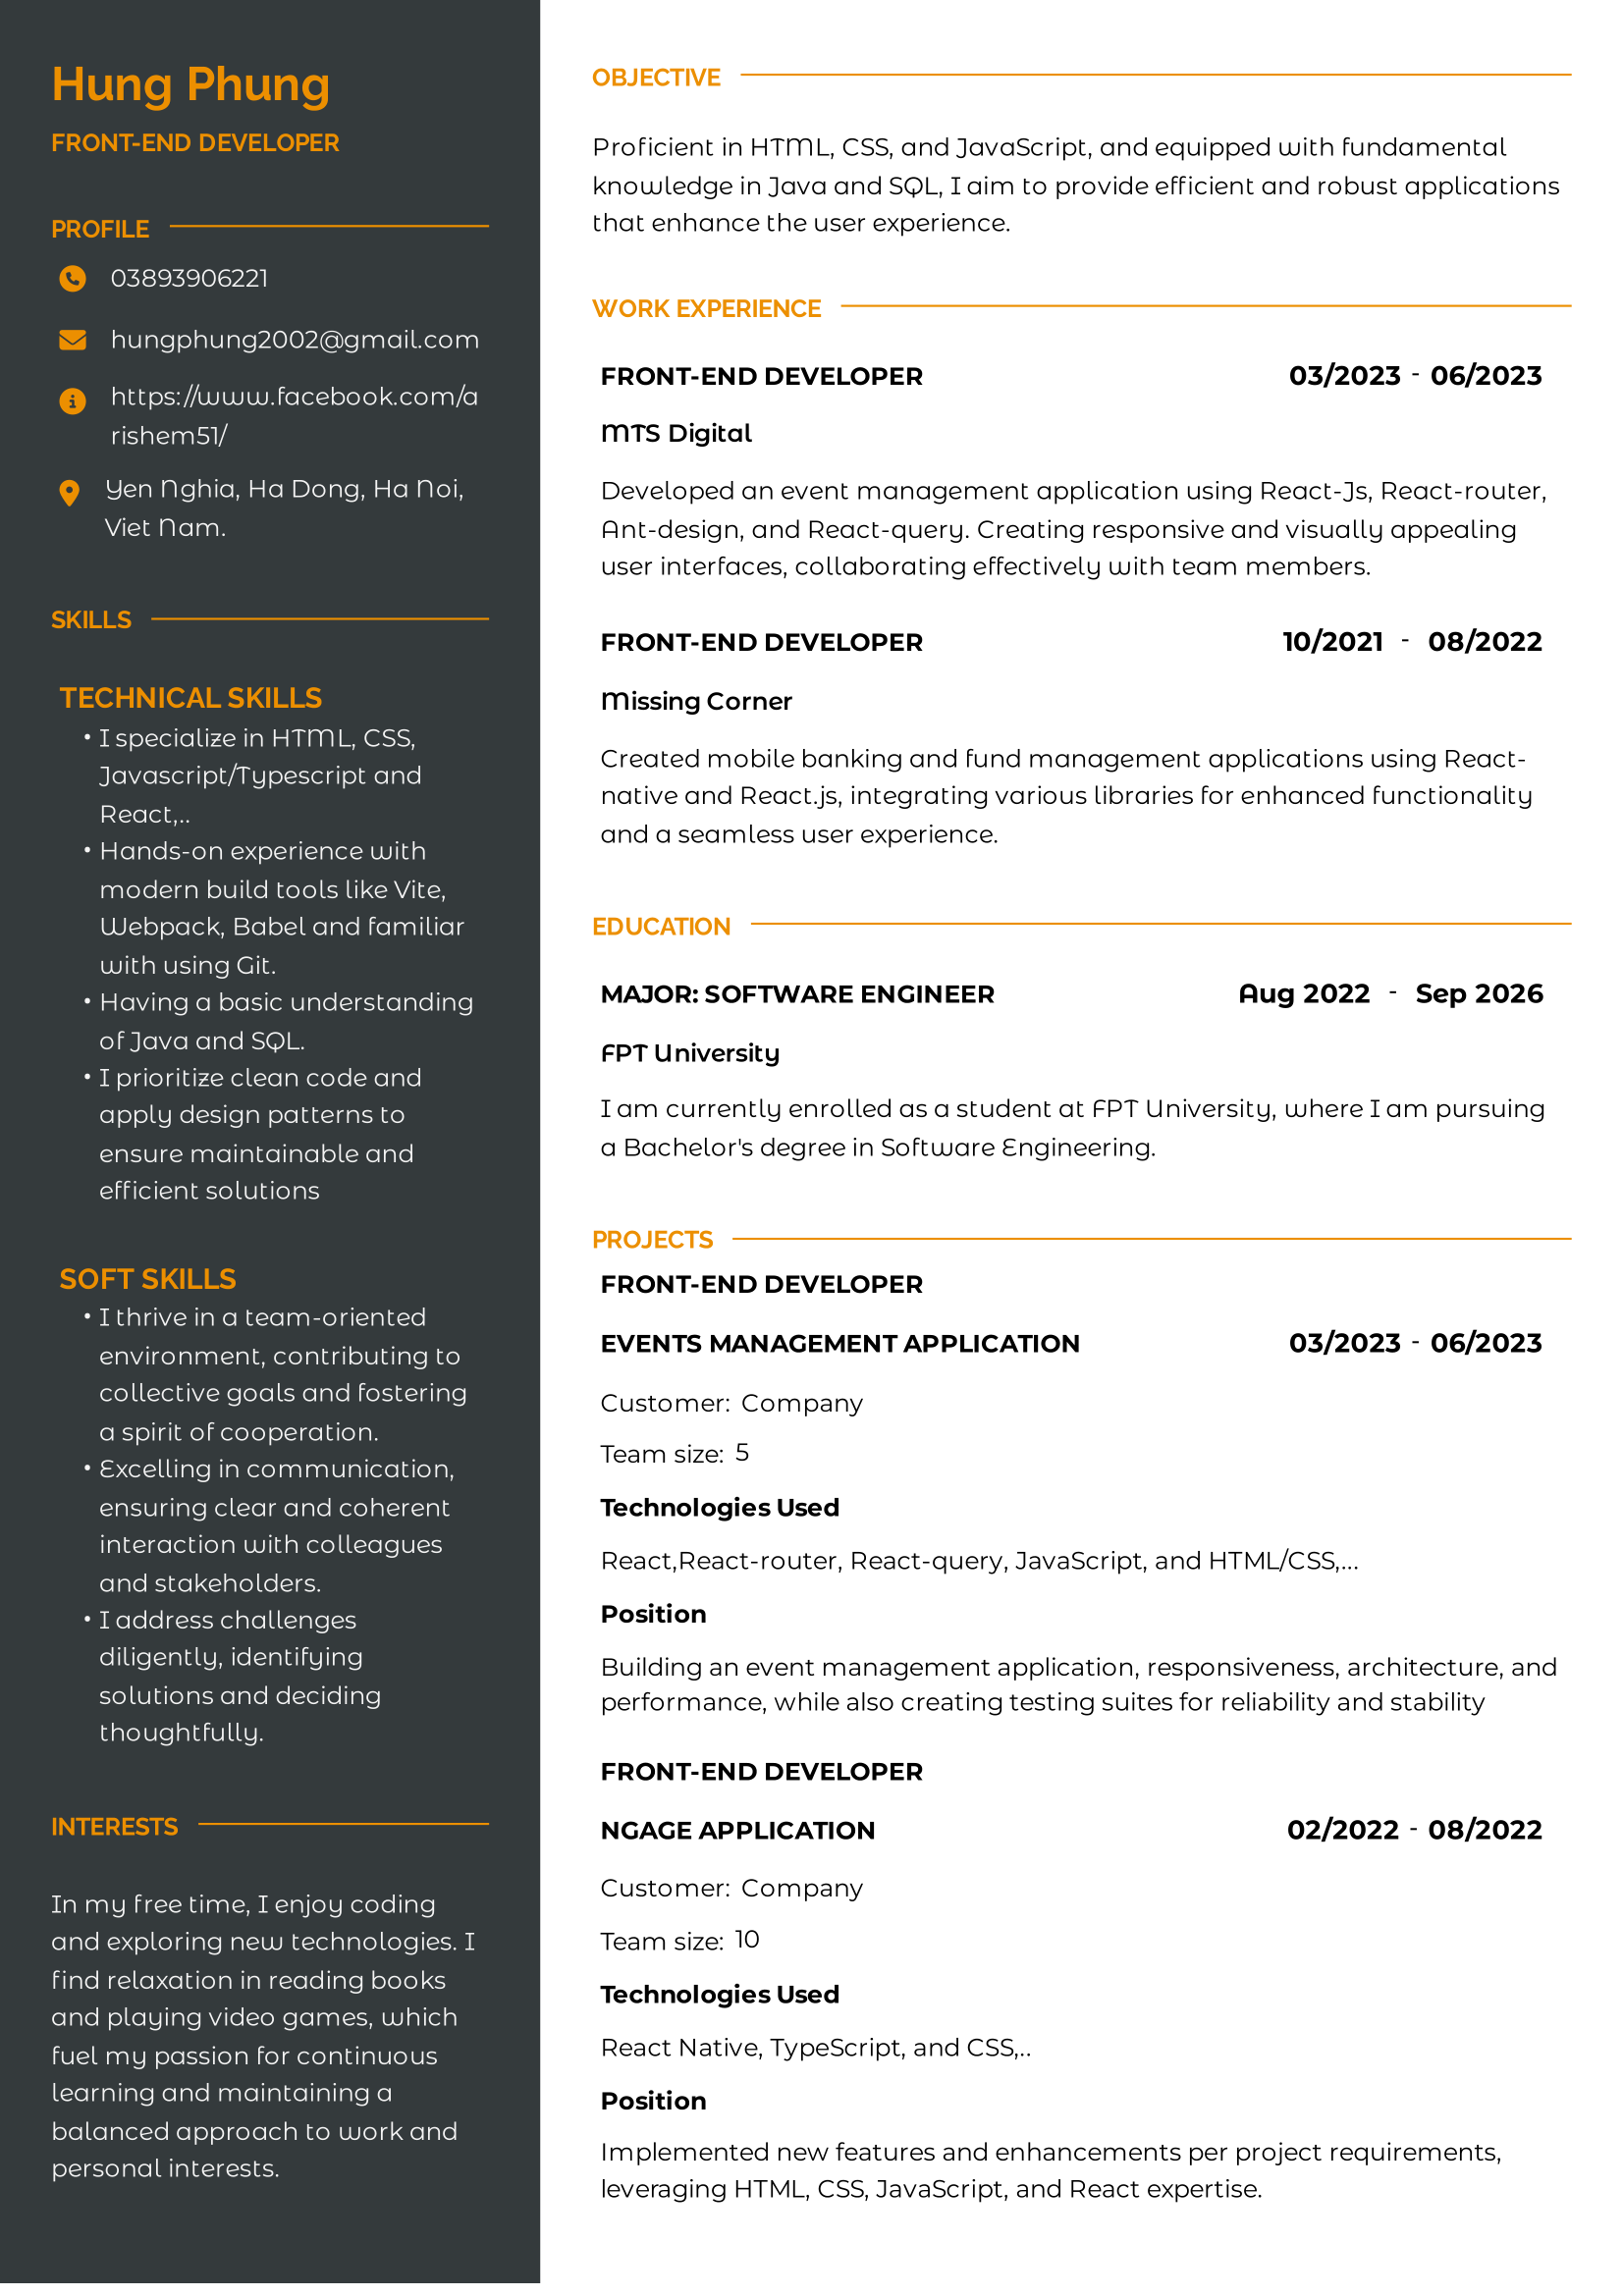 Hung Phung
FRONT-END DEVELOPER
PROFILE
03893906221
hungphung2002@gmail.com
https://www.facebook.com/a
rishem51/
Yen Nghia, Ha Dong, Ha Noi,
Viet Nam.
SKILLS
TECHNICAL SKILLS
• I specialize in HTML, CSS,
Javascript/Typescript and
React,..
• Hands-on experience with
modern build tools like Vite,
Webpack, Babel and familiar
with using Git.
• Having a basic understanding
of Java and SQL.
• I prioritize clean code and
apply design patterns to
ensure maintainable and
efficient solutions
SOFT SKILLS
• I thrive in a team-oriented
environment, contributing to
collective goals and fostering
a spirit of cooperation.
• Excelling in communication,
ensuring clear and coherent
interaction with colleagues
and stakeholders.
• I address challenges
diligently, identifying
solutions and deciding
thoughtfully.
INTERESTS
In my free time, I enjoy coding
and exploring new technologies. I
find relaxation in reading books
and playing video games, which
fuel my passion for continuous
learning and maintaining a
balanced approach to work and
personal interests.
OBJECTIVE
Proficient in HTML, CSS, and JavaScript, and equipped with fundamental
knowledge in Java and SQL, I aim to provide efficient and robust applications
that enhance the user experience.
WORK EXPERIENCE
FRONT-END DEVELOPER 03/2023 - 06/2023
MTS Digital
Developed an event management application using React-Js, React-router,
Ant-design, and React-query. Creating responsive and visually appealing
user interfaces, collaborating effectively with team members.
FRONT-END DEVELOPER 10/2021 - 08/2022
Missing Corner
Created mobile banking and fund management applications using React-
native and React.js, integrating various libraries for enhanced functionality
and a seamless user experience.
EDUCATION
MAJOR: SOFTWARE ENGINEER Aug 2022 - Sep 2026
FPT University
I am currently enrolled as a student at FPT University, where I am pursuing
a Bachelor's degree in Software Engineering.
PROJECTS
FRONT-END DEVELOPER
EVENTS MANAGEMENT APPLICATION 03/2023 - 06/2023
Customer: Company
Team size: 5
Technologies Used
React,React-router, React-query, JavaScript, and HTML/CSS,...
Position
Building an event management application, responsiveness, architecture, and
performance, while also creating testing suites for reliability and stability
FRONT-END DEVELOPER
NGAGE APPLICATION 02/2022 - 08/2022
Customer: Company
Team size: 10
Technologies Used
React Native, TypeScript, and CSS,..
Position
Implemented new features and enhancements per project requirements,
leveraging HTML, CSS, JavaScript, and React expertise.